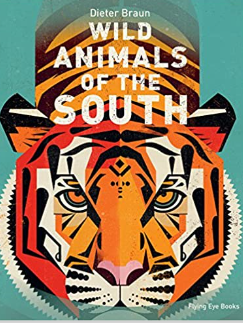 Dieter Braun
WILD
ANIMALS
OF THE
SOUTH
Flying Eye Books